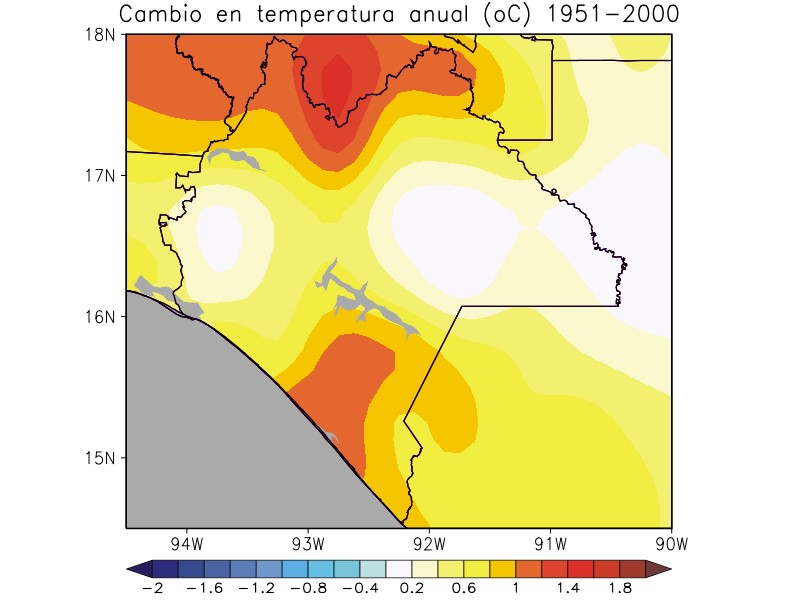 Cambio en temperatura anual (oC) 1951−2000
18N
17N
16N
15N
94W 93W 92W 91W 90W
−2 −1.6 −1.2 −0.8 −0.4 0.2 0.6 1 1.4 1.8